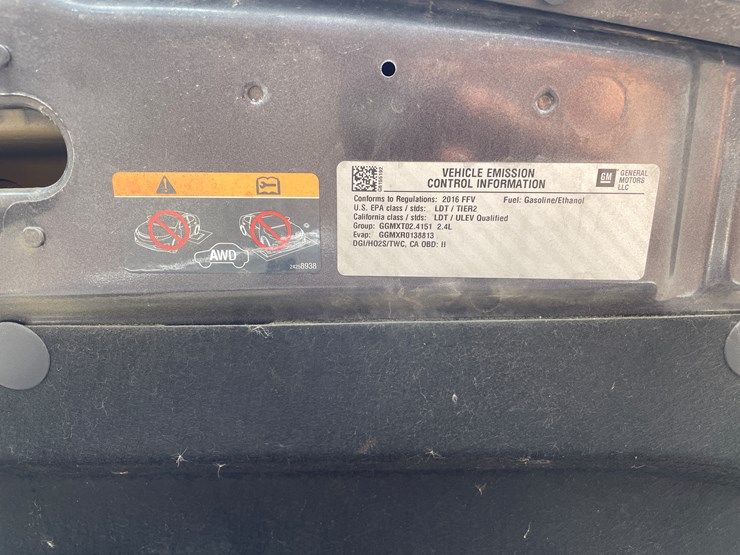 VEHICLE EMISSION
CONTROL INFORMATION
GM
GENERAL
MOTORS
LLC
Conforms to Regulations: 2016 FFV Fuel: Gasoline/Ethanol
U.S. EPA class / stds: LDT / TIER2
California class / stds: LDT / ULEV Qualified
Group: GGMXT02.4151 2.4L
Evap: GGMXR0138813
DGI/HO2S/TWC, CA OBD: II
AWD